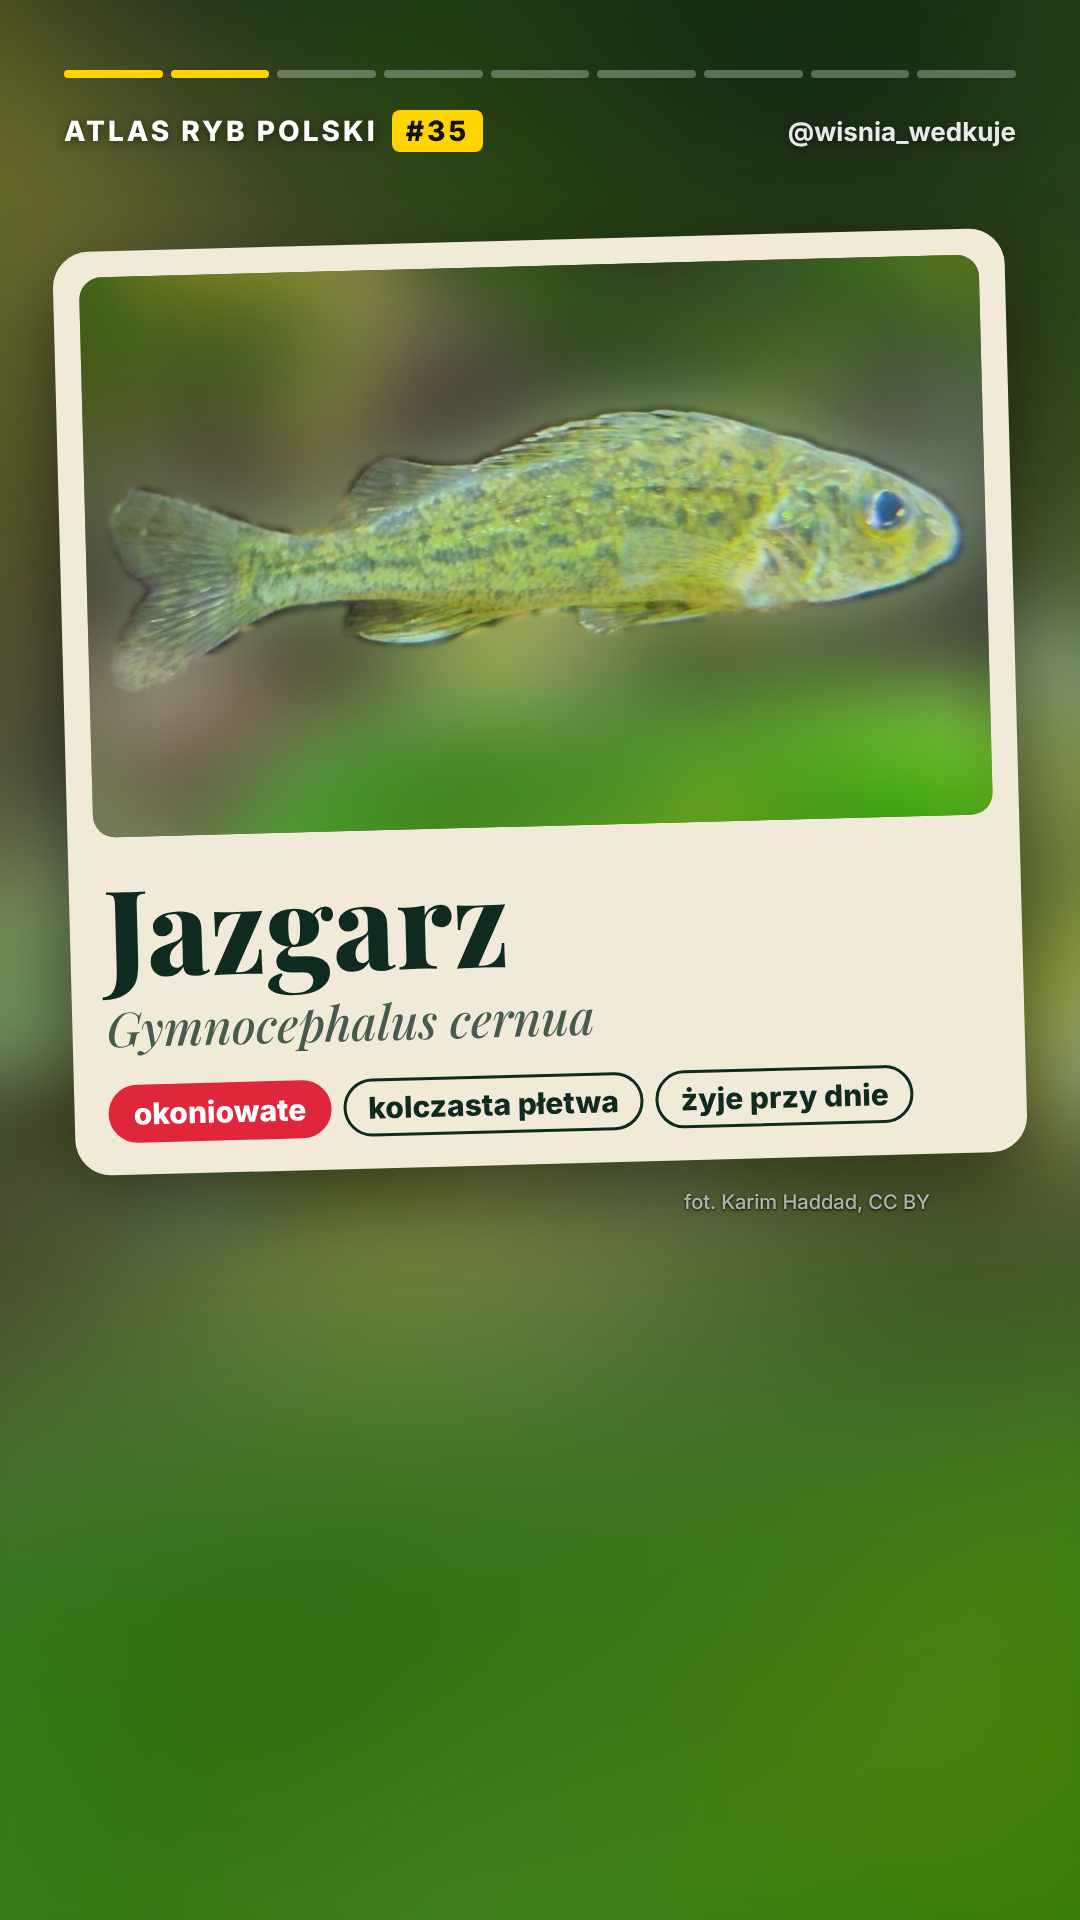 ATLAS RYB POLSKI #35
@wisnia_wedkuje
Jazgarz
Gymnocephalus cernua
okoniowate
kolczasta płetwa
żyje przy dnie
fot. Karim Haddad, CC BY